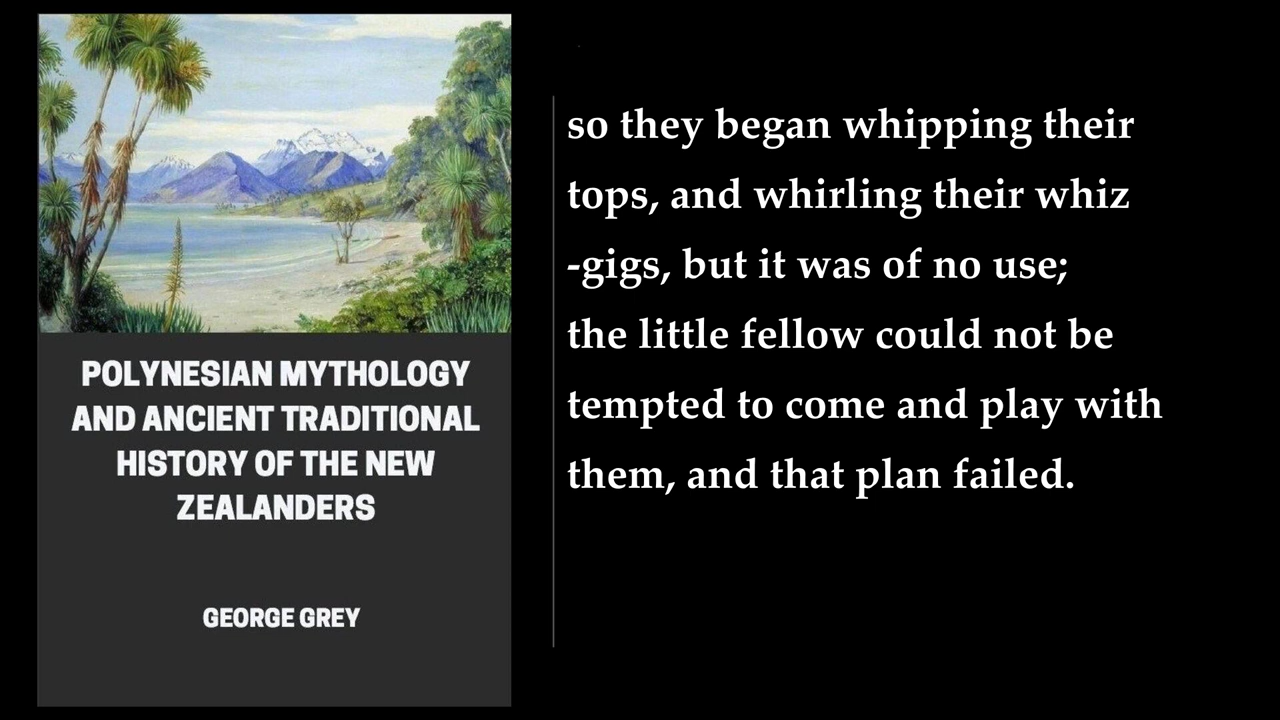 POLYNESIAN MYTHOLOGY
AND ANCIENT TRADITIONAL
HISTORY OF THE NEW
ZEALANDERS
GEORGE GREY
so they began whipping their
tops, and whirling their whiz
-gigs, but it was of no use;
the little fellow could not be
tempted to come and play with
them, and that plan failed.